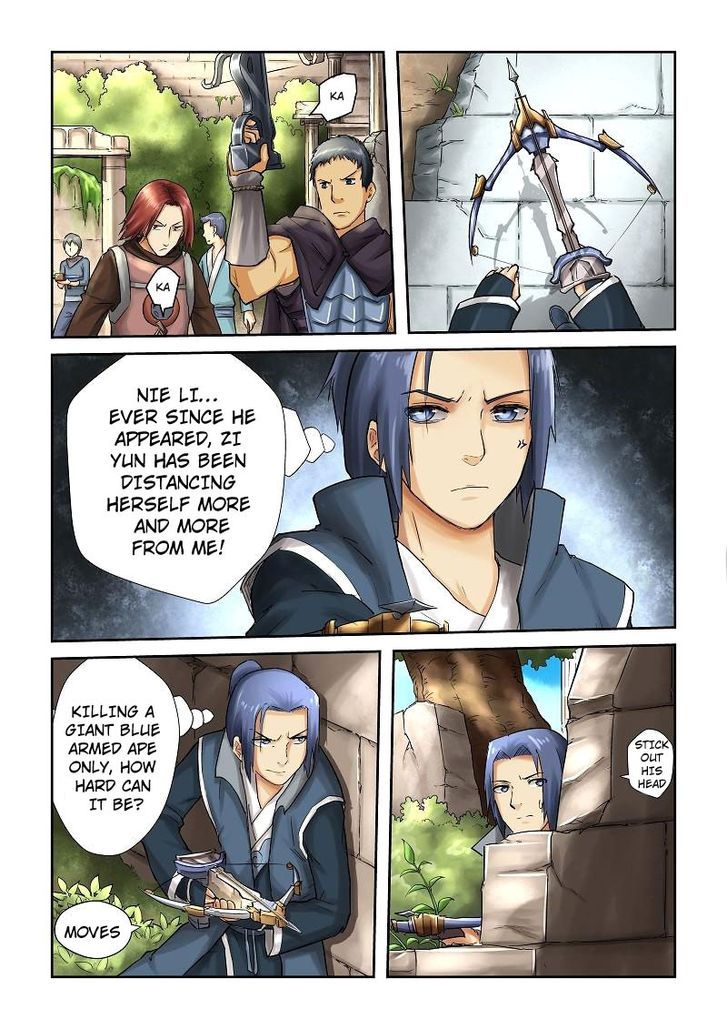 KA
KA
NIE LI...
EVER SINCE HE
APPEARED, ZI
YUN HAS BEEN
DISTANCING
HERSELF MORE
AND MORE
FROM ME!
KILLING A
GIANT BLUE
ARMED APE
ONLY, HOW
HARD CAN
IT BE?
MOVES
STICK
OUT
HIS
HEAD